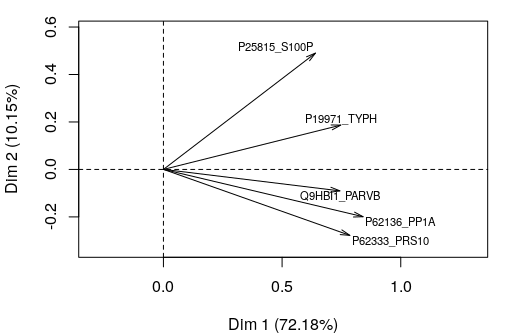 0.6
P25815_S100P
0.4
P19971_TYPH
0.2
Dim 2 (10.15%)
0.0
Q9HBI1_PARVB
-0.2
P62136_PP1A
P62333_PRS10
0.0 0.5 1.0
Dim 1 (72.18%)